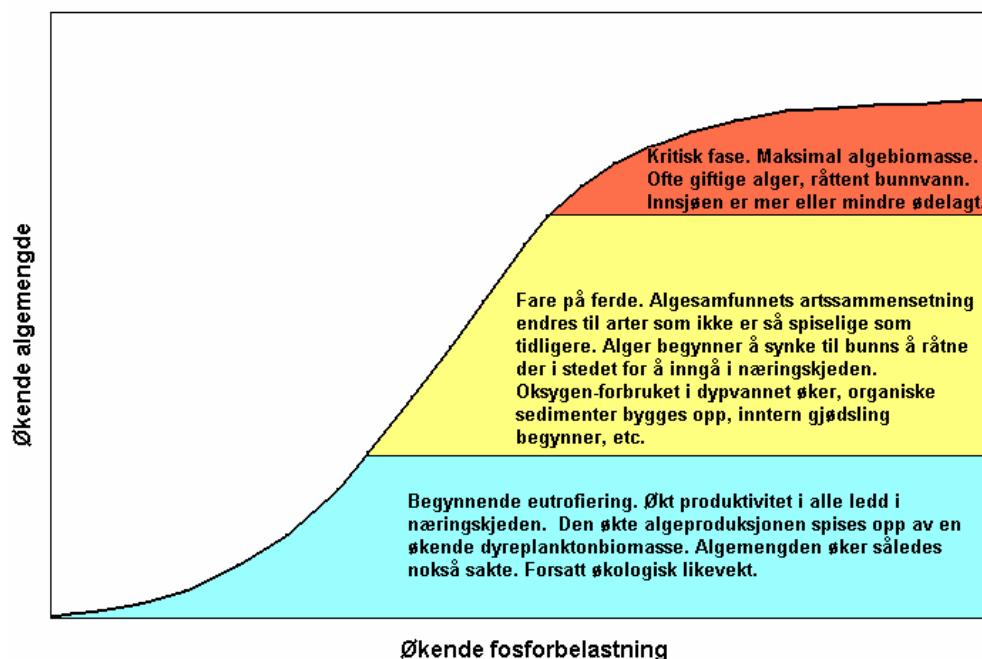 Kritisk fase. Maksimal algebiomasse.
Ofte giftige alger, råttent bunnvann.
Innsjøen er mer eller mindre ødelagt.
Fare på ferde. Algesamfunnets artssammensetning
endres til arter som ikke er så spiselige som
tidligere. Alger begynner å synke til bunns å råtne
der i stedet for å inngå i næringskjeden.
Oksygen-forbruket i dypvannet øker, organiske
sedimenter bygges opp, inntern gjødsling
begynner, etc.
Begynnende eutrofiering. Økt produktivitet i alle ledd i
næringskjeden. Den økte algeproduksjonen spises opp av en
økende dyreplanktonbiomasse. Algemengden øker således
nokså sakte. Forsatt økologisk likevekt.
Økende algemengde
Økende fosforbelastning